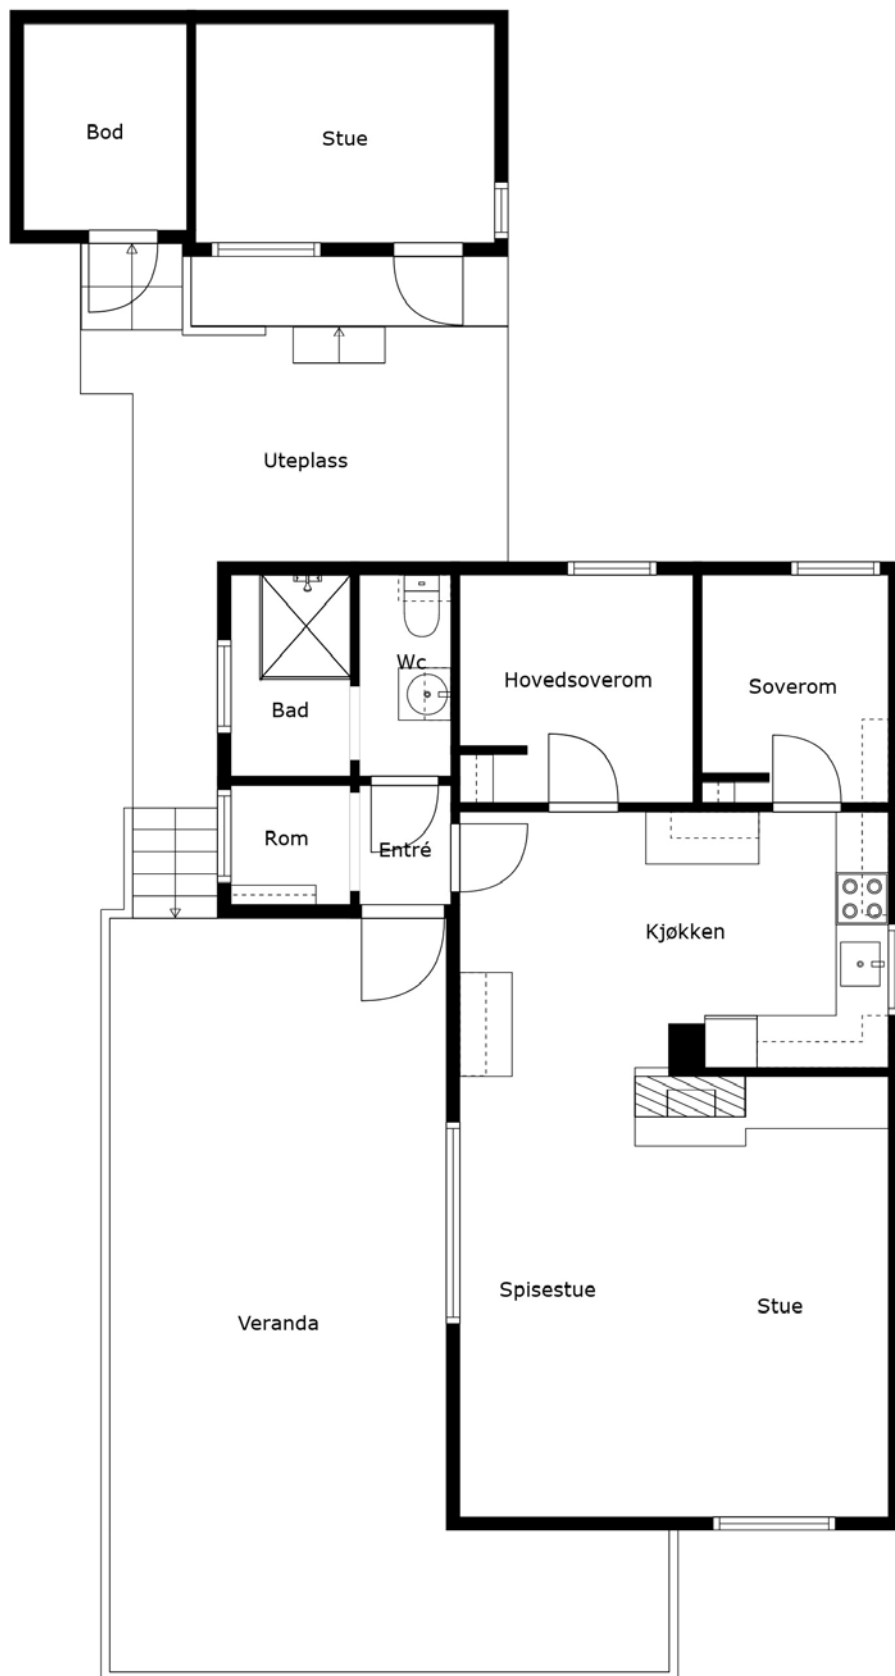 Bod
Stue
Uteplass
Wc
Hovedsoverom
Soverom
Bad
Rom
Entré
Kjøkken
Spisestue
Stue
Veranda